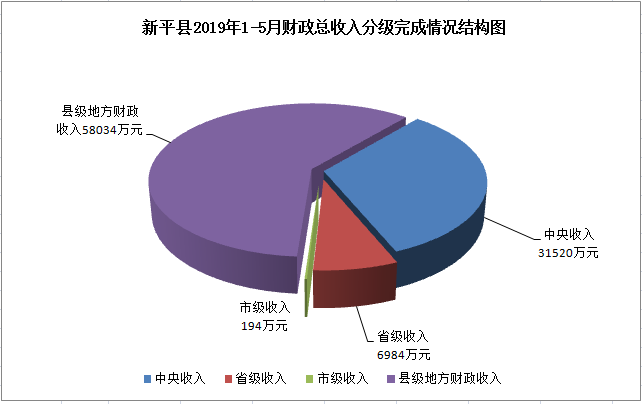 新平县2019年1-5月财政总收入分级完成情况结构图
县级地方财政
收入58034万元
中央收入
31520万元
市级收入
194万元
省级收入
6984万元
中央收入 省级收入 市级收入 县级地方财政收入